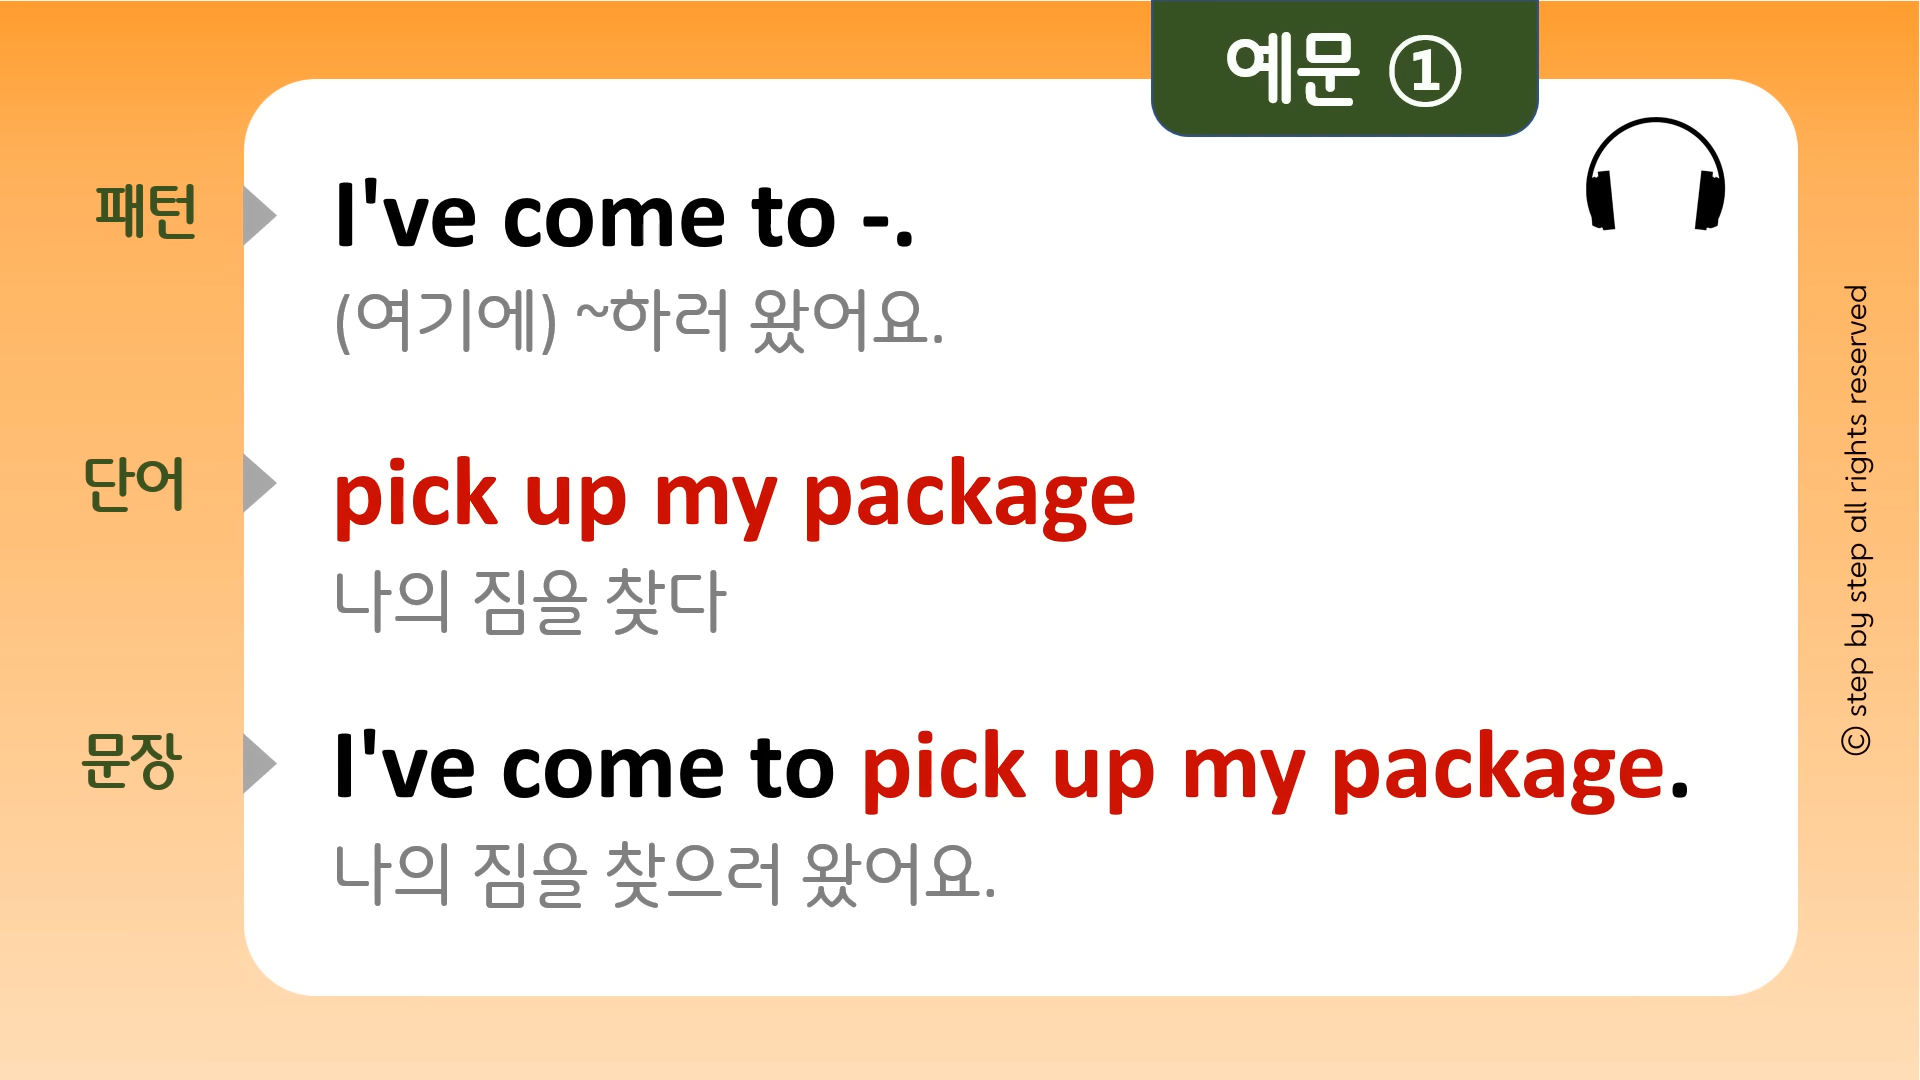 예문 ①
패턴
I've come to -.
(여기에) ~하러 왔어요.
단어
pick up my package
나의 짐을 찾다
문장
I've come to pick up my package.
나의 짐을 찾으러 왔어요.
© step by step all rights reserved